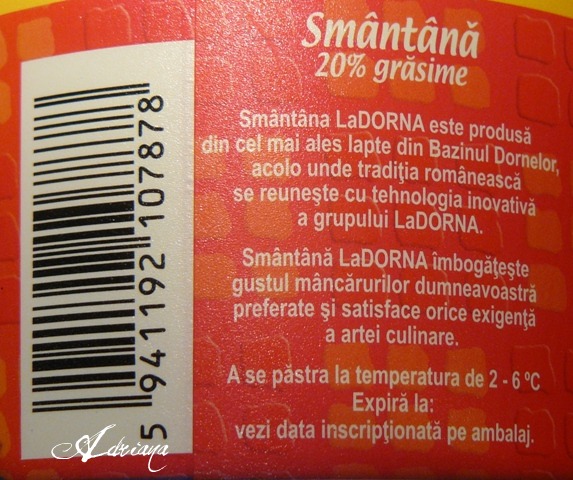 Smântână
20% grăsime
Smântâna LaDORNA este produsă
din cel mai ales lapte din Bazinul Dornelor,
acolo unde tradiţia românească
se reuneşte cu tehnologia inovativă
a grupului LaDORNA.
Smântână LaDORNA îmbogăţeşte
gustul mâncărurilor dumneavoastră
preferate şi satisface orice exigenţă
a artei culinare.
A se păstra la temperatura de 2 - 6 ºC
Expiră la:
vezi data inscripţionată pe ambalaj.
5 941192 107878
Adriana